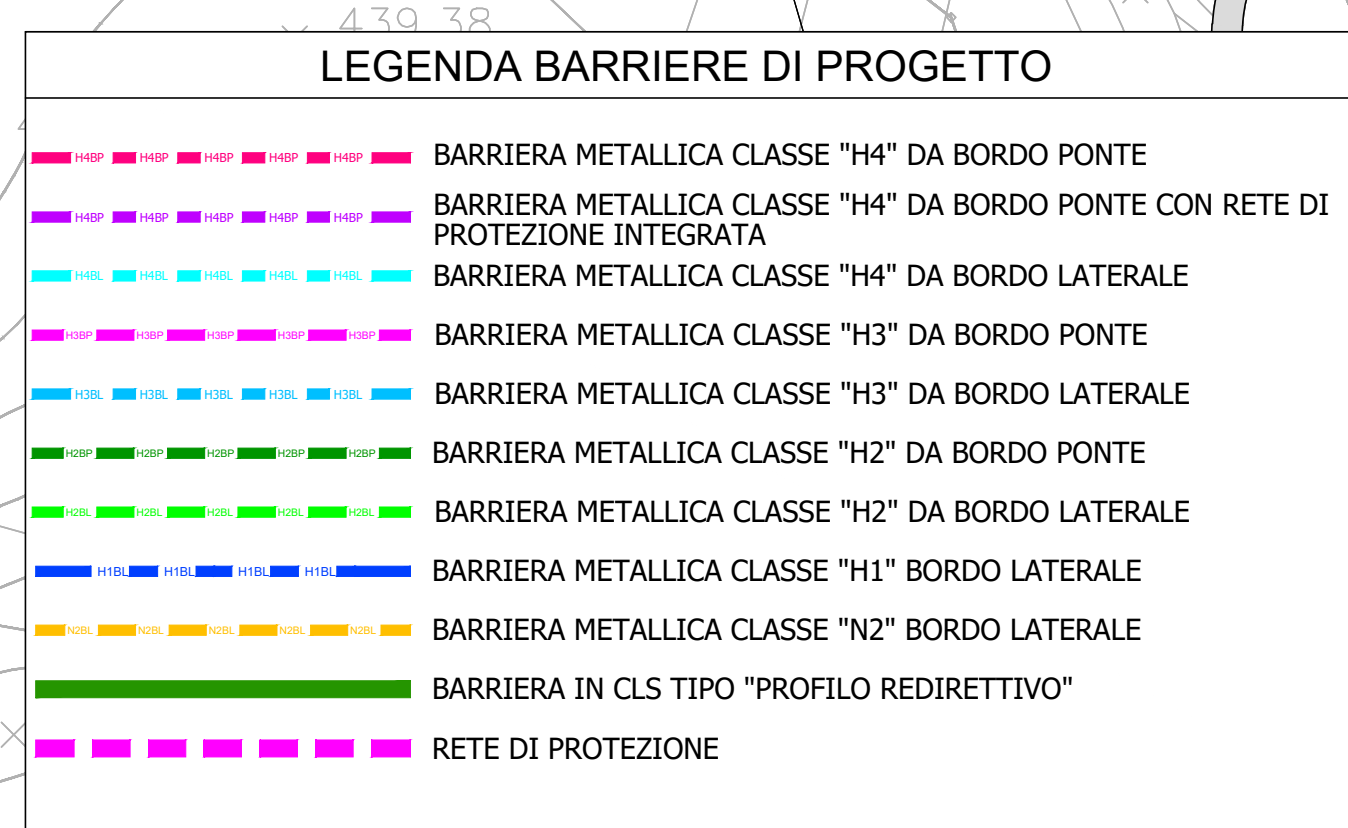 439.38
LEGENDA BARRIERE DI PROGETTO
H4BP H4BP H4BP H4BP H4BP BARRIERA METALLICA CLASSE "H4" DA BORDO PONTE
H4BP H4BP H4BP H4BP H4BP BARRIERA METALLICA CLASSE "H4" DA BORDO PONTE CON RETE DI
PROTEZIONE INTEGRATA
H4BL H4BL H4BL H4BL H4BL BARRIERA METALLICA CLASSE "H4" DA BORDO LATERALE
H3BP H3BP H3BP H3BP H3BP BARRIERA METALLICA CLASSE "H3" DA BORDO PONTE
H3BL H3BL H3BL H3BL H3BL BARRIERA METALLICA CLASSE "H3" DA BORDO LATERALE
H2BP H2BP H2BP H2BP H2BP BARRIERA METALLICA CLASSE "H2" DA BORDO PONTE
H2BL H2BL H2BL H2BL H2BL BARRIERA METALLICA CLASSE "H2" DA BORDO LATERALE
H1BL H1BL H1BL H1BL BARRIERA METALLICA CLASSE "H1" BORDO LATERALE
N2BL N2BL N2BL N2BL N2BL BARRIERA METALLICA CLASSE "N2" BORDO LATERALE
BARRIERA IN CLS TIPO "PROFILO REDIRETTIVO"
RETE DI PROTEZIONE